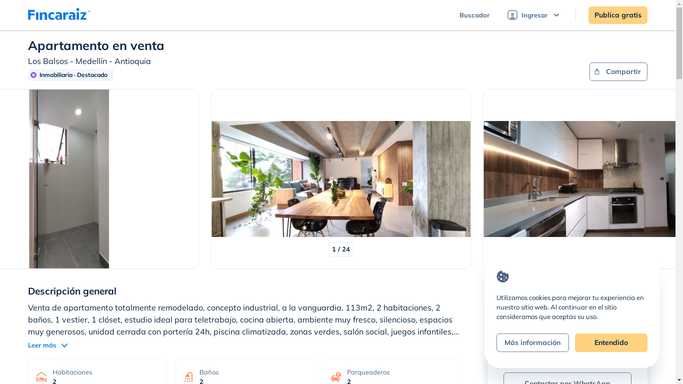 Fincaraiz
Buscador
Ingresar
Publica gratis
Apartamento en venta
Los Balsos - Medellín - Antioquia
Inmobiliaria · Destacado
Compartir
1 / 24
Descripción general
Venta de apartamento totalmente remodelado, concepto industrial, a la vanguardia. 113m2, 2 habitaciones, 2
baños, 1 vestier, 1 clóset, estudio ideal para teletrabajo, cocina abierta, ambiente muy fresco, silencioso, espacios
muy generosos, unidad cerrada con portería 24h, piscina climatizada, zonas verdes, salón social, juegos infantiles,...
Leer más
Habitaciones
2
Baños
2
Parqueaderos
2
Utilizamos cookies para mejorar tu experiencia en
nuestro sitio web. Al continuar en el sitio
consideramos que aceptas su uso.
Más información
Entendido
Contactar por WhatsApp